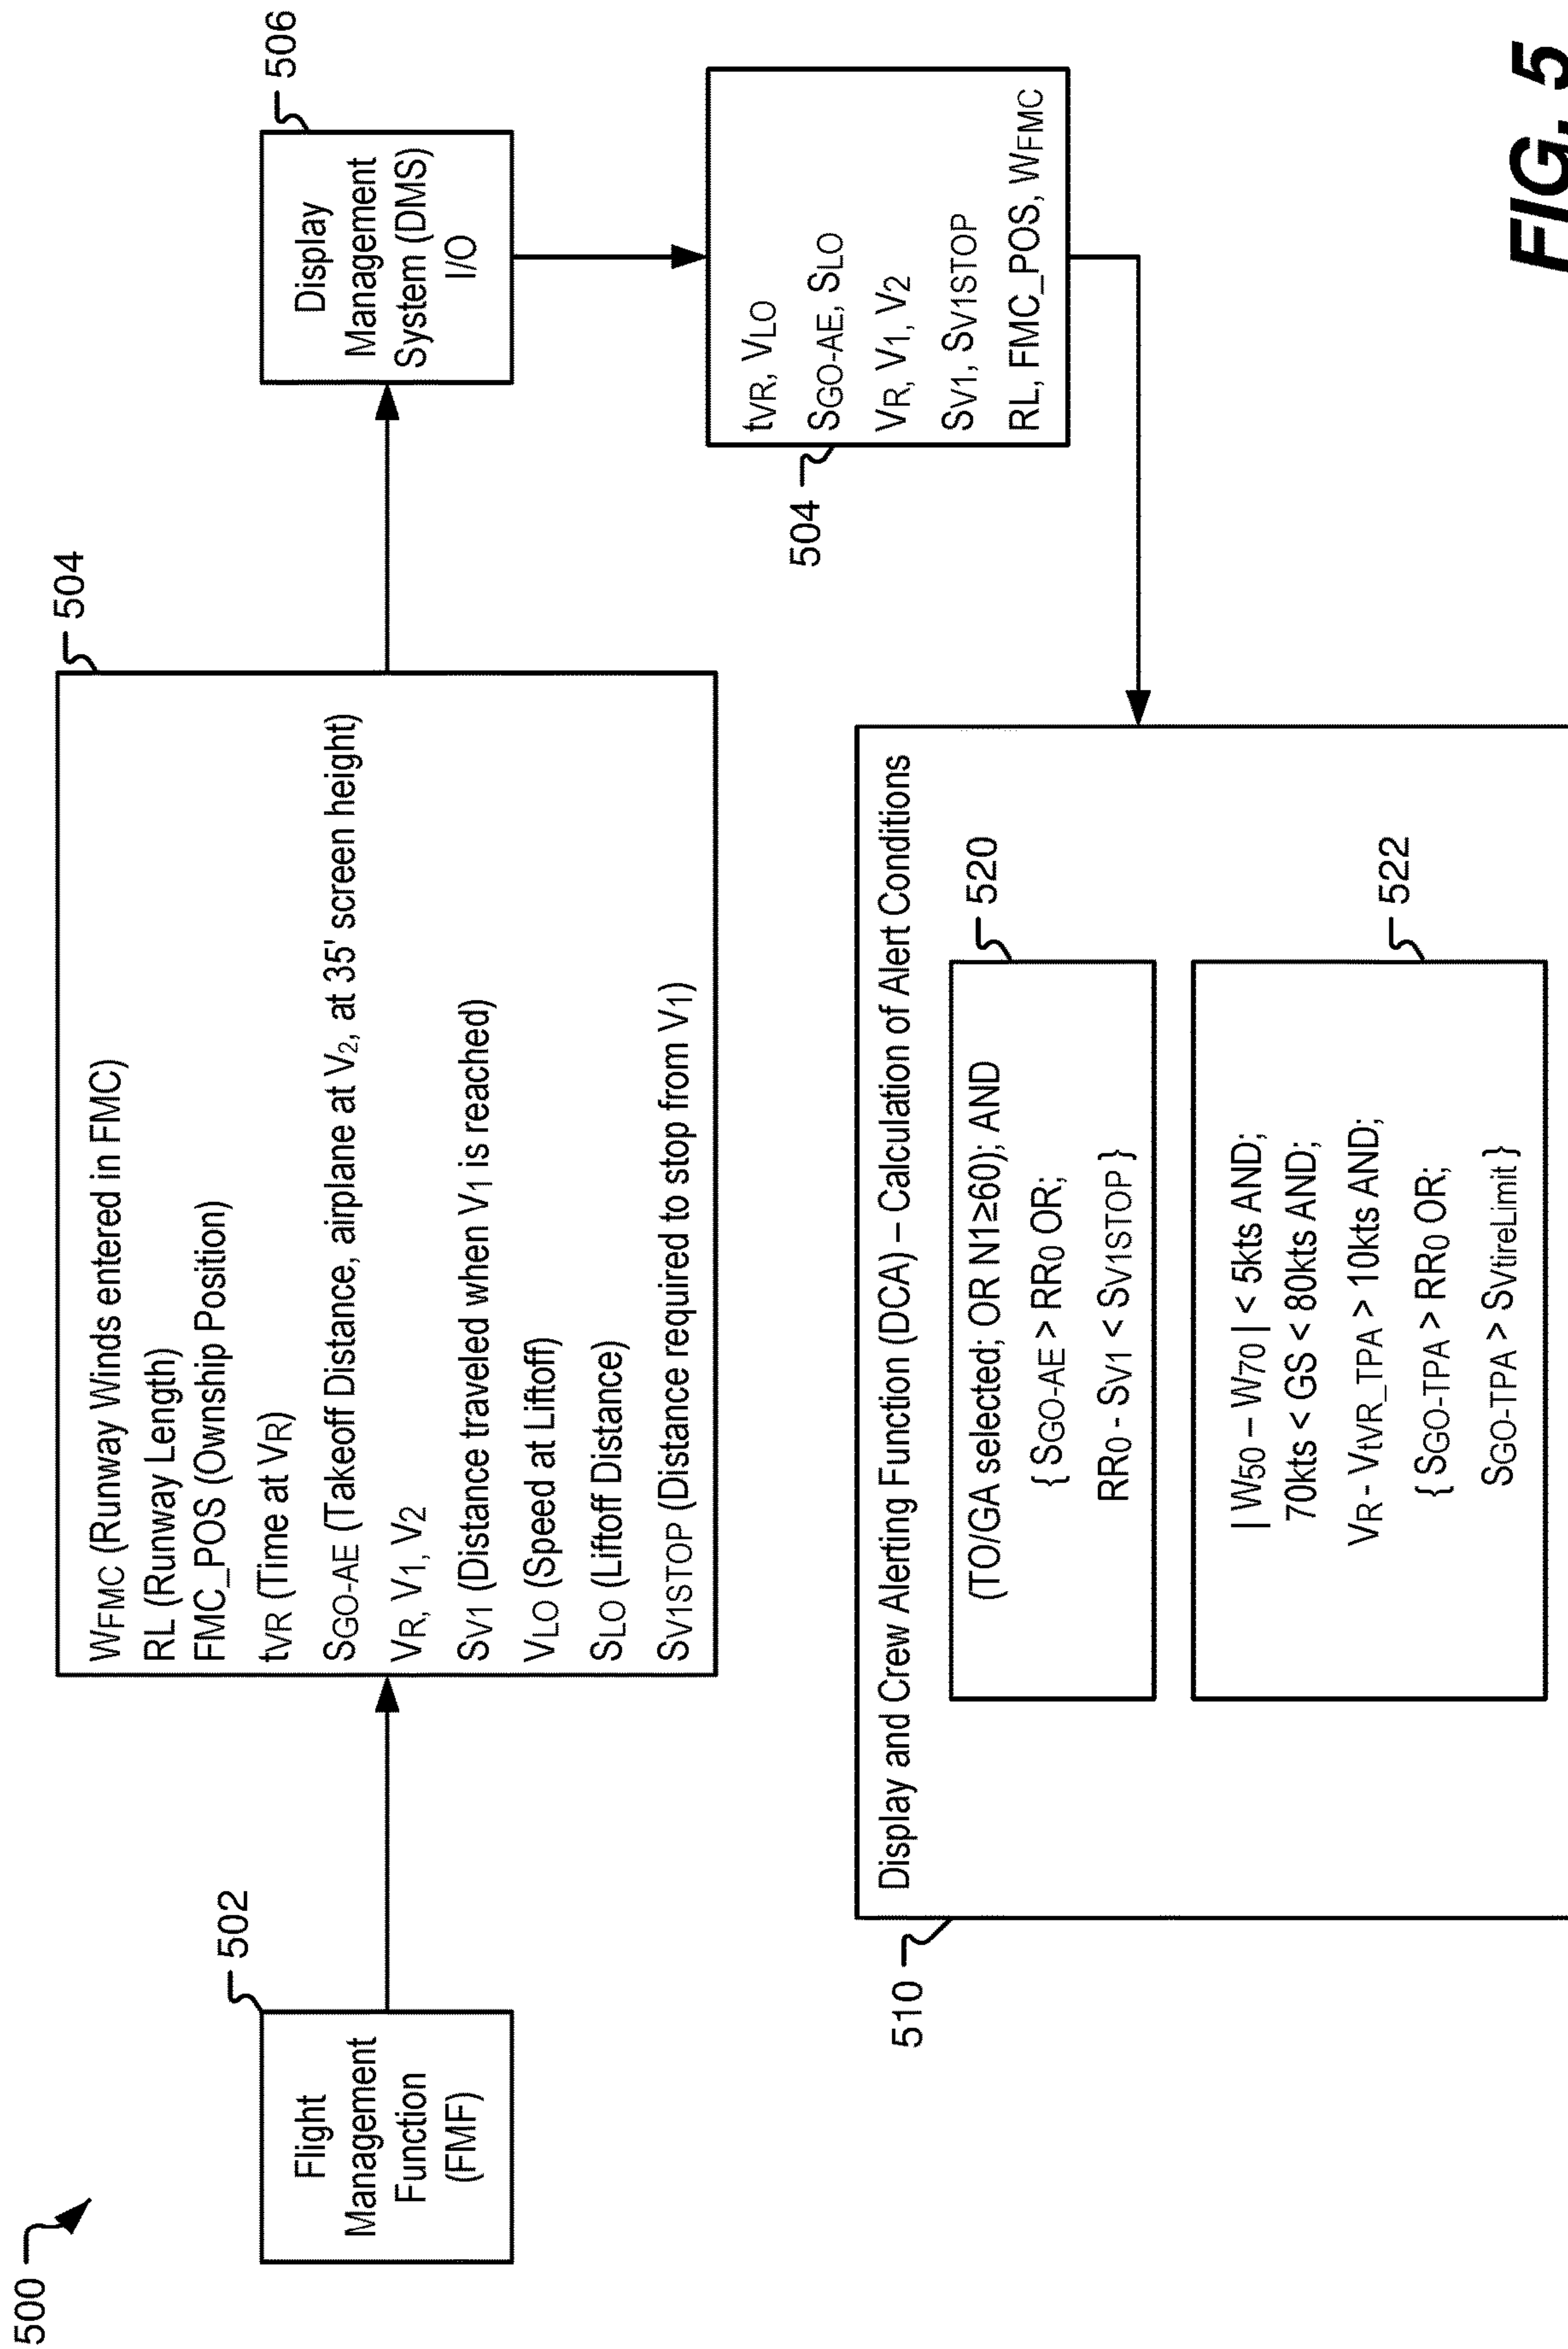 500
502
Flight
Management
Function
(FMF)
504
WFMC (Runway Winds entered in FMC)
RL (Runway Length)
FMC_POS (Ownship Position)
tVR (Time at VR)
SGO-AE (Takeoff Distance, airplane at V2, at 35' screen height)
VR, V1, V2
SV1 (Distance traveled when V1 is reached)
VLO (Speed at Liftoff)
SLO (Liftoff Distance)
SV1STOP (Distance required to stop from V1)
506
Display
Management
System (DMS)
I/O
504
tVR, VLO
SGO-AE, SLO
VR, V1, V2
SV1, SV1STOP
RL, FMC_POS, WFMC
510
Display and Crew Alerting Function (DCA) – Calculation of Alert Conditions
520
(TO/GA selected; OR N1≥60); AND
{ SGO-AE > RR0 OR;
RR0 - SV1 < SV1STOP }
522
| W50 – W70 | < 5kts AND;
70kts < GS < 80kts AND;
VR - VtVR_TPA > 10kts AND;
{ SGO-TPA > RR0 OR;
SGO-TPA > SVtireLimit }
FIG. 5